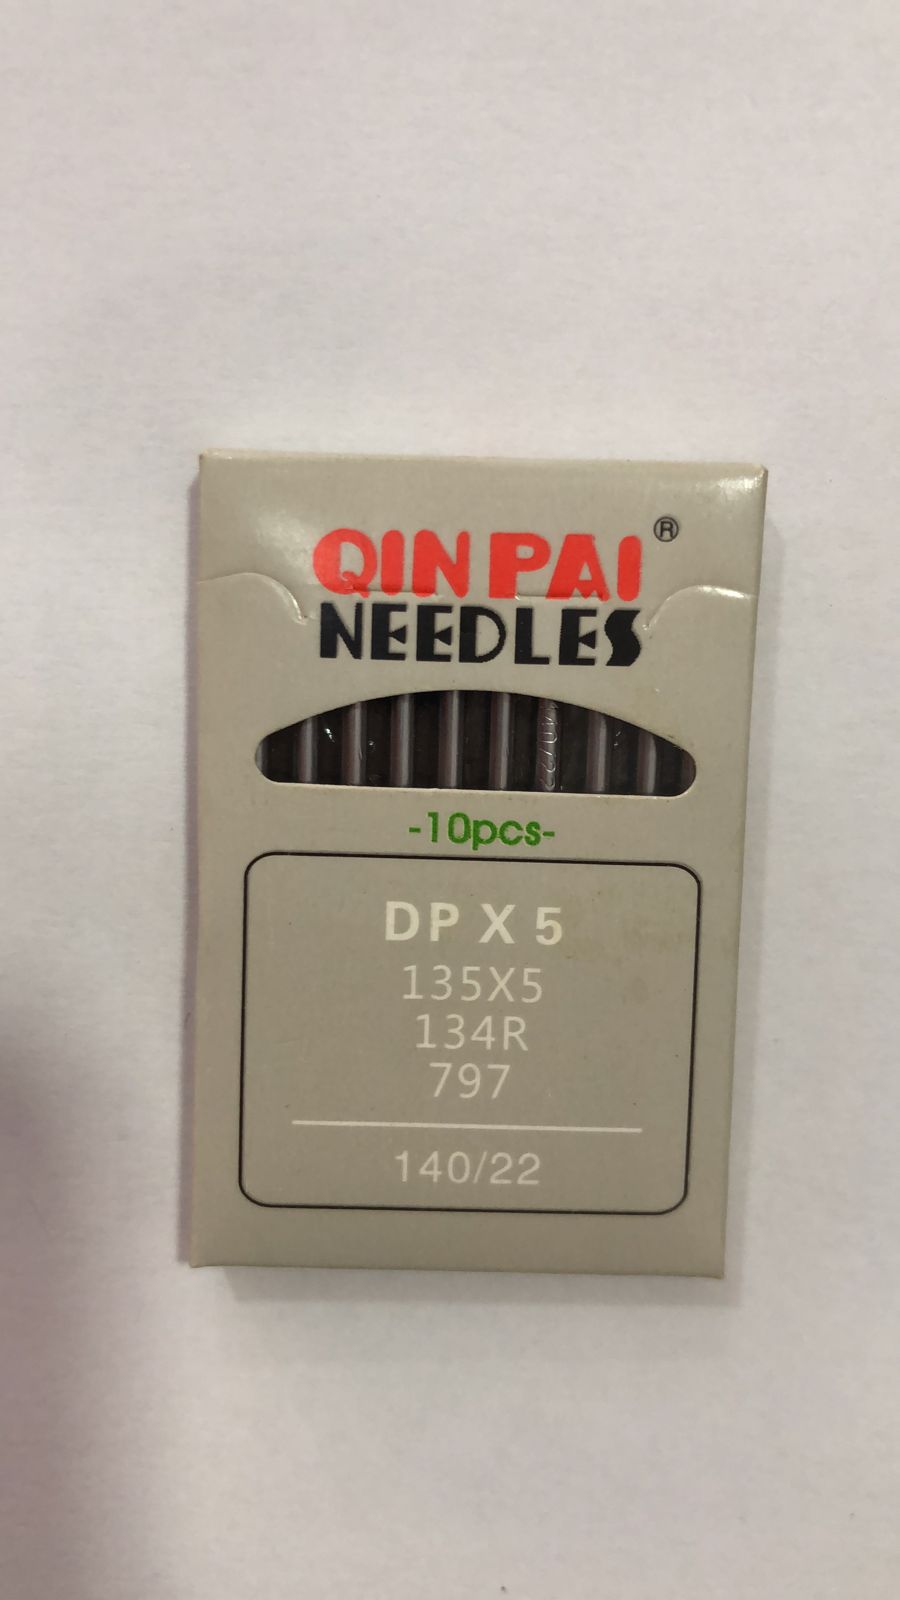 QIN PAI ®
NEEDLES
-10pcs-
DP X 5
135X5
134R
797
140/22